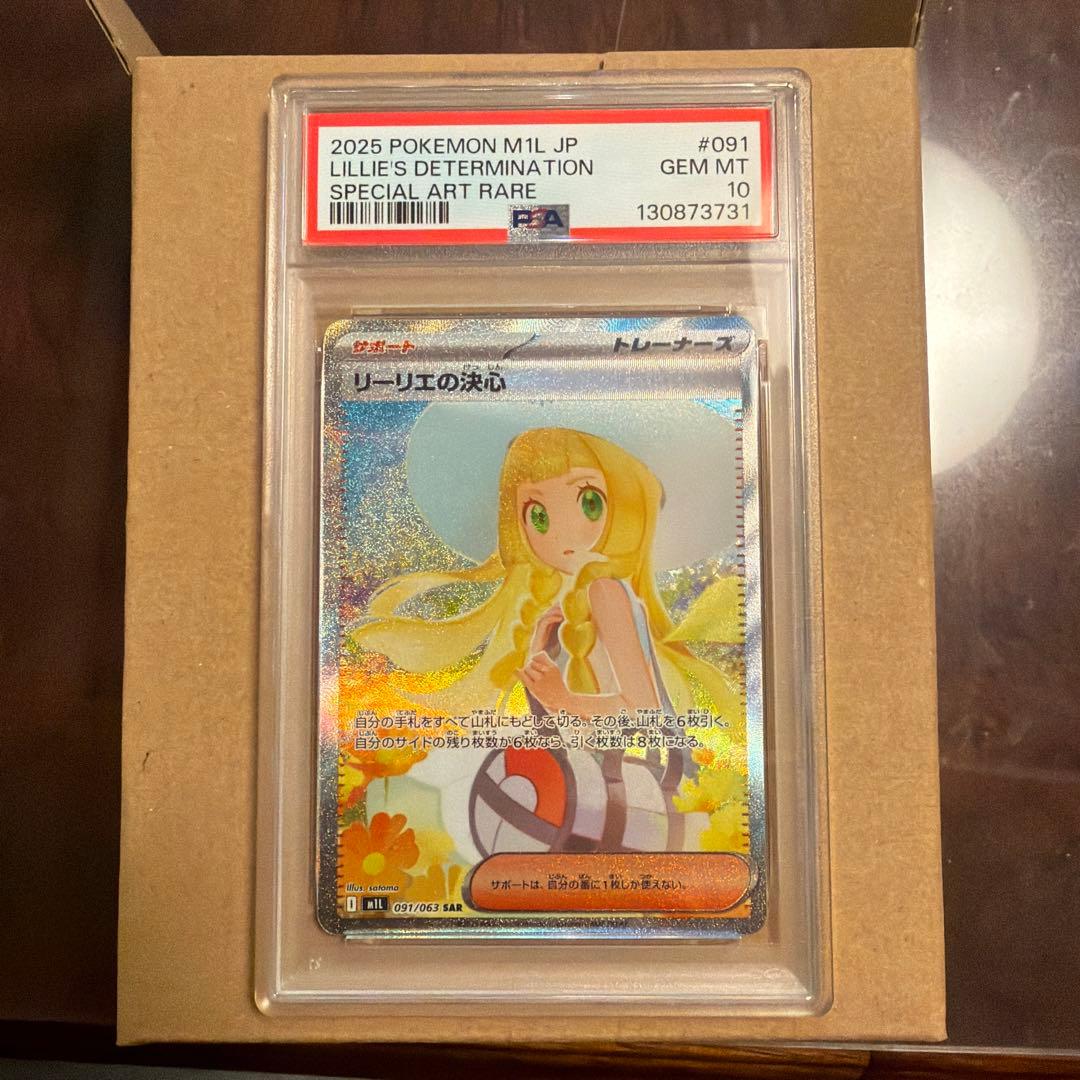 2025 POKEMON M1L JP #091
LILLIE'S DETERMINATION GEM MT
SPECIAL ART RARE 10
PSA 130873731
サポート トレーナーズ
リーリエの決心
自分の手札をすべて山札にもどして切る。その後、山札を6枚引く。
自分のサイドの残り枚数が6枚なら、引く枚数は8枚になる。
サポートは、自分の番に1枚しか使えない。
Illus. satoma
I m1L 091/063 SAR